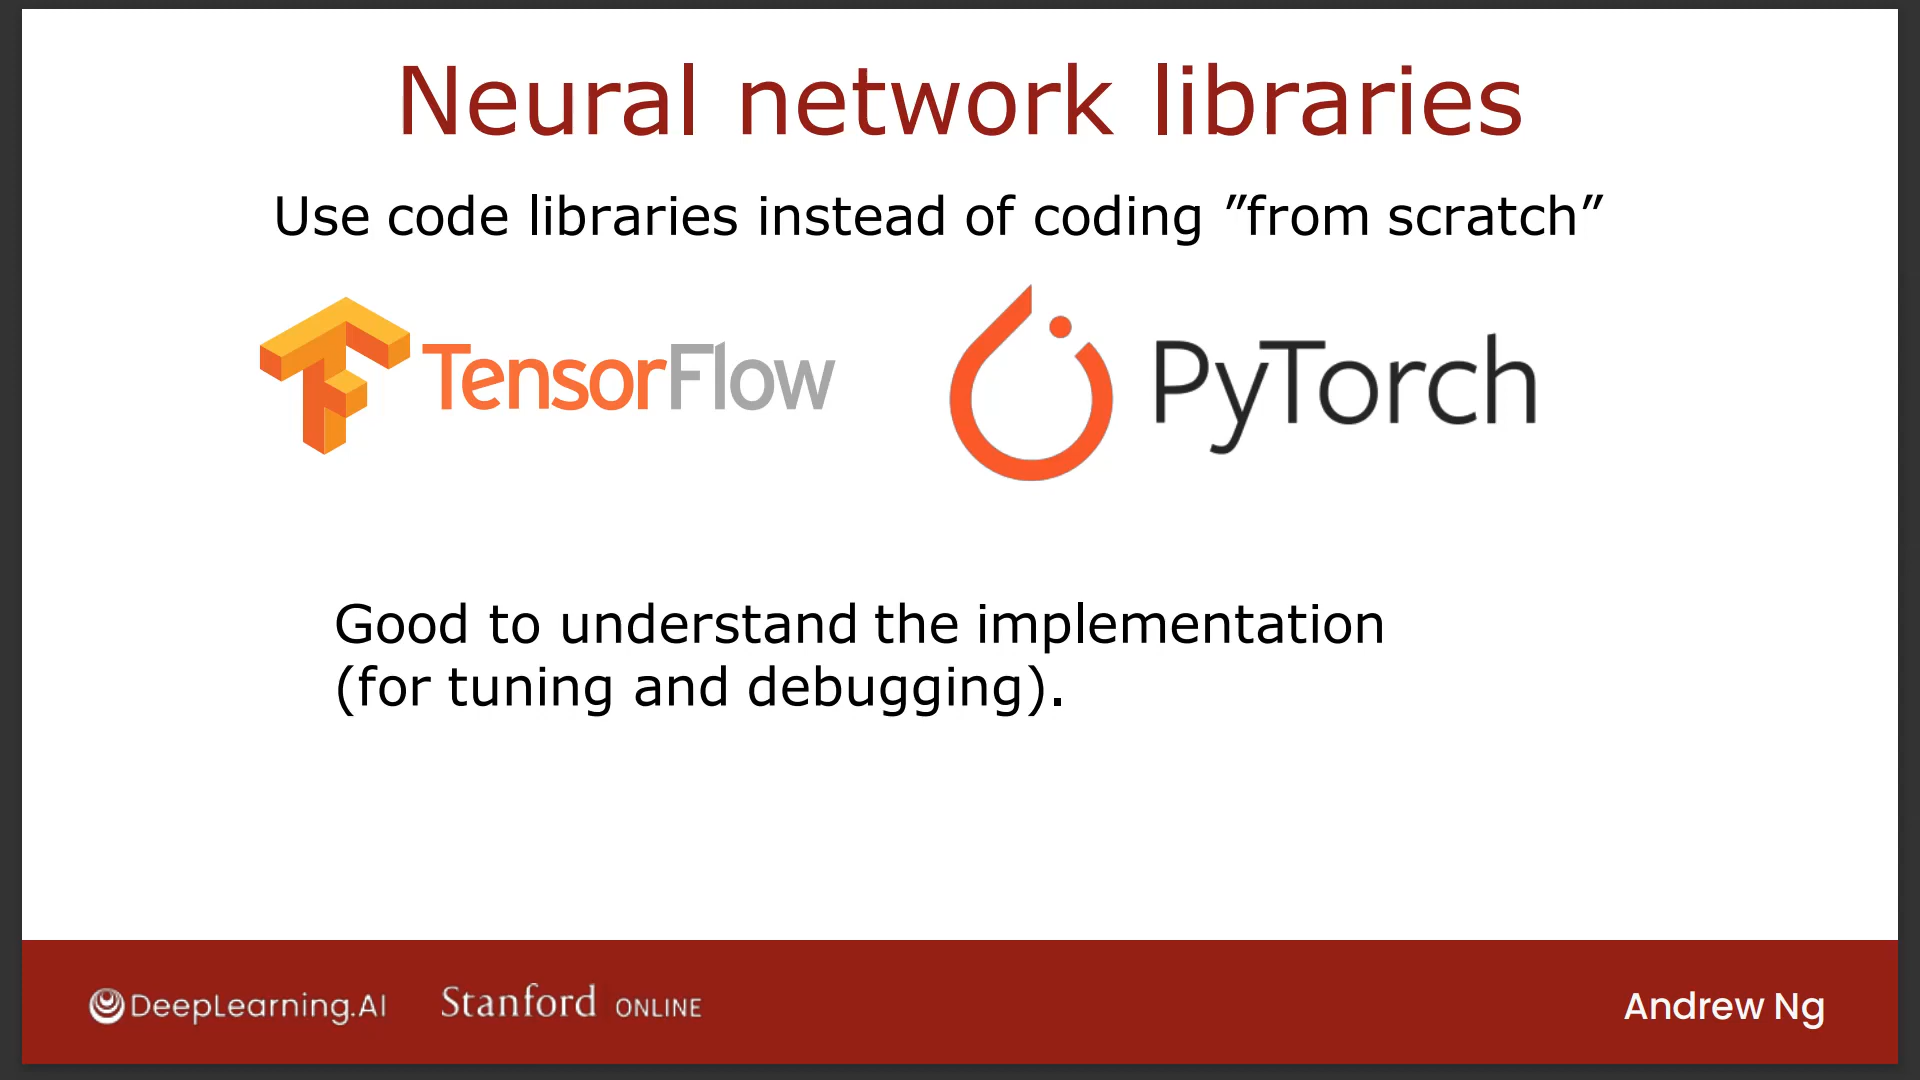 Neural network libraries
Use code libraries instead of coding ”from scratch”
TensorFlow
PyTorch
Good to understand the implementation
(for tuning and debugging).
DeepLearning.AI
Stanford ONLINE
Andrew Ng